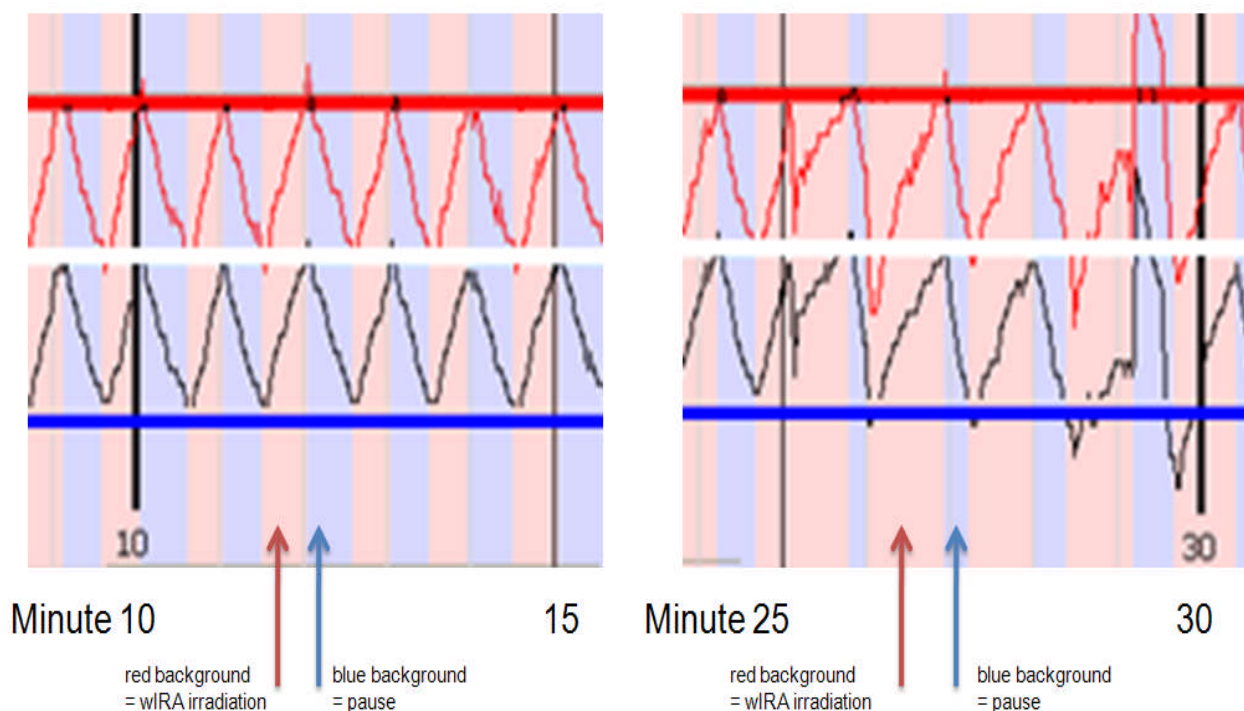 10
30
Minute 10
15
Minute 25
30
red background
= wIRA irradiation
blue background
= pause
red background
= wIRA irradiation
blue background
= pause